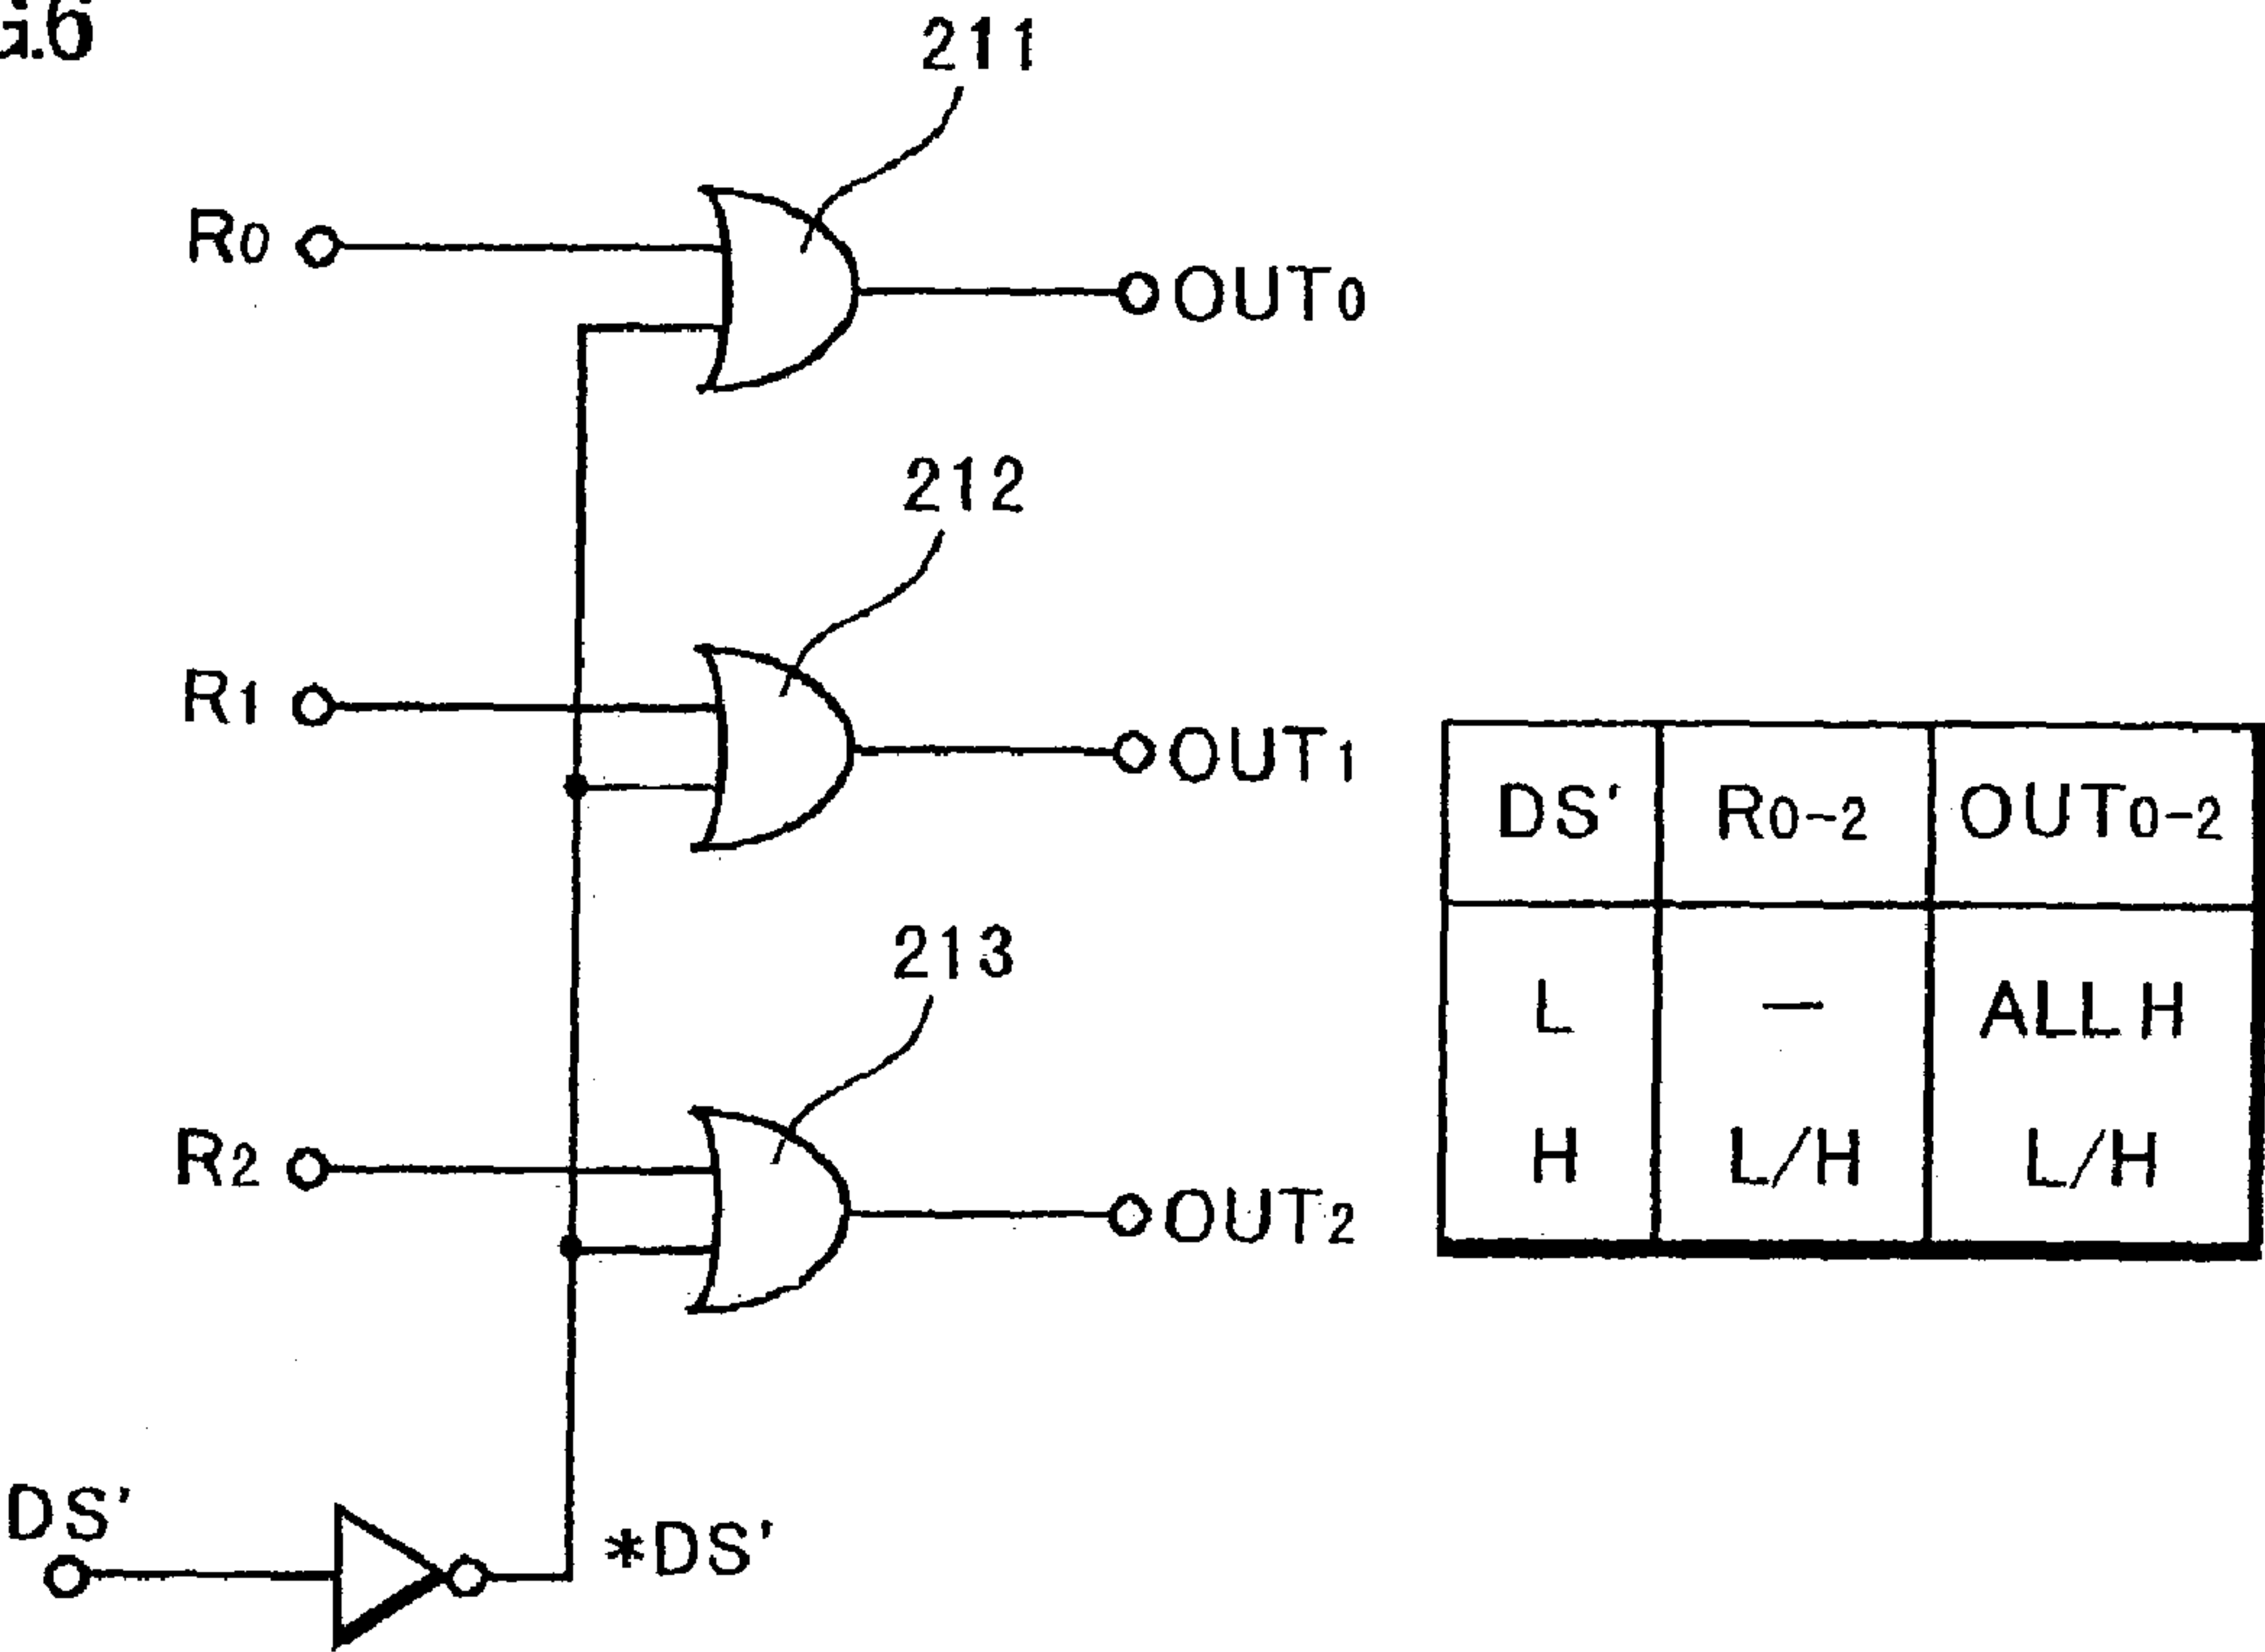 G.6
211
R0
OUT0
212
R1
OUT1
213
R2
OUT2
DS'
*DS'
DS' R0-2 OUT0-2
L — ALL H
H L/H L/H